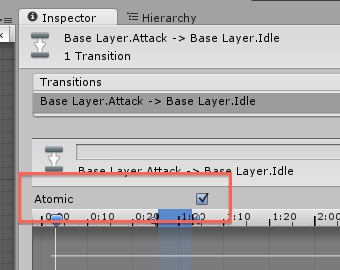 Inspector Hierarchy
Base Layer.Attack -> Base Layer.Idle
1 Transition
Transitions
Base Layer.Attack -> Base Layer.Idle
Base Layer.Attack -> Base Layer.Idle
Atomic
0:00 0:10 0:20 1:00 1:10 1:20 2:00